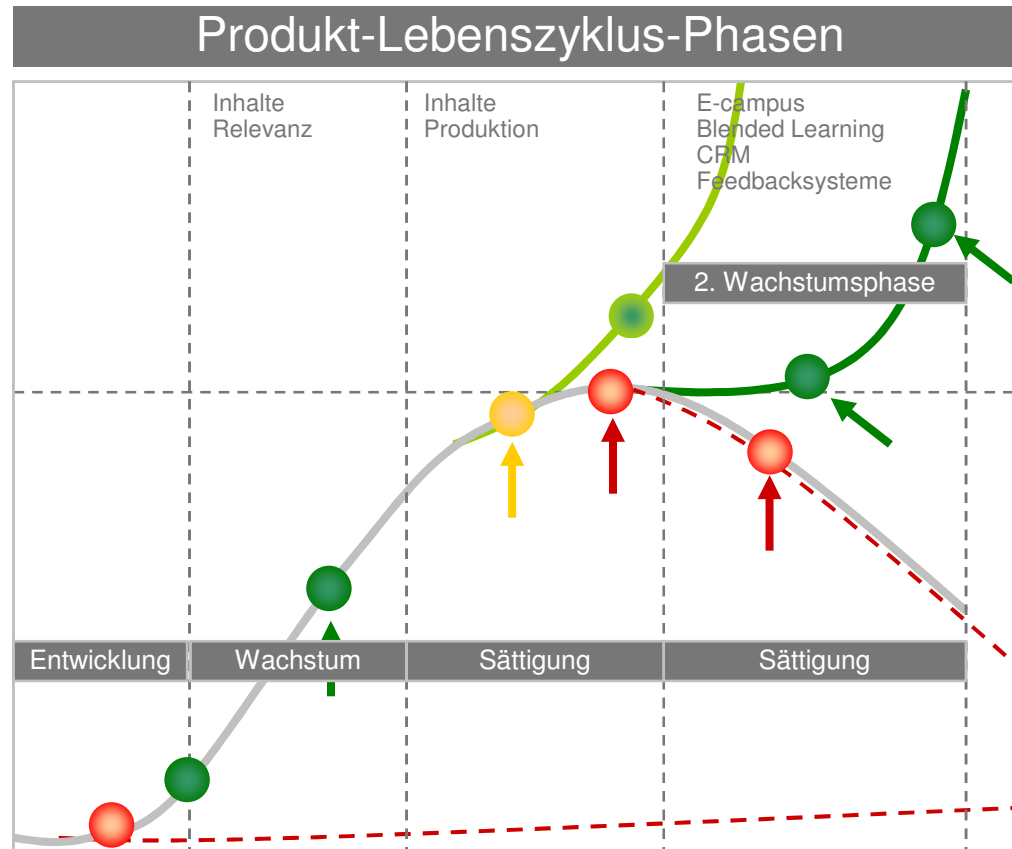 Produkt-Lebenszyklus-Phasen
Inhalte
Relevanz
Inhalte
Produktion
E-campus
Blended Learning
CRM
Feedbacksysteme
2. Wachstumsphase
Entwicklung
Wachstum
Sättigung
Sättigung